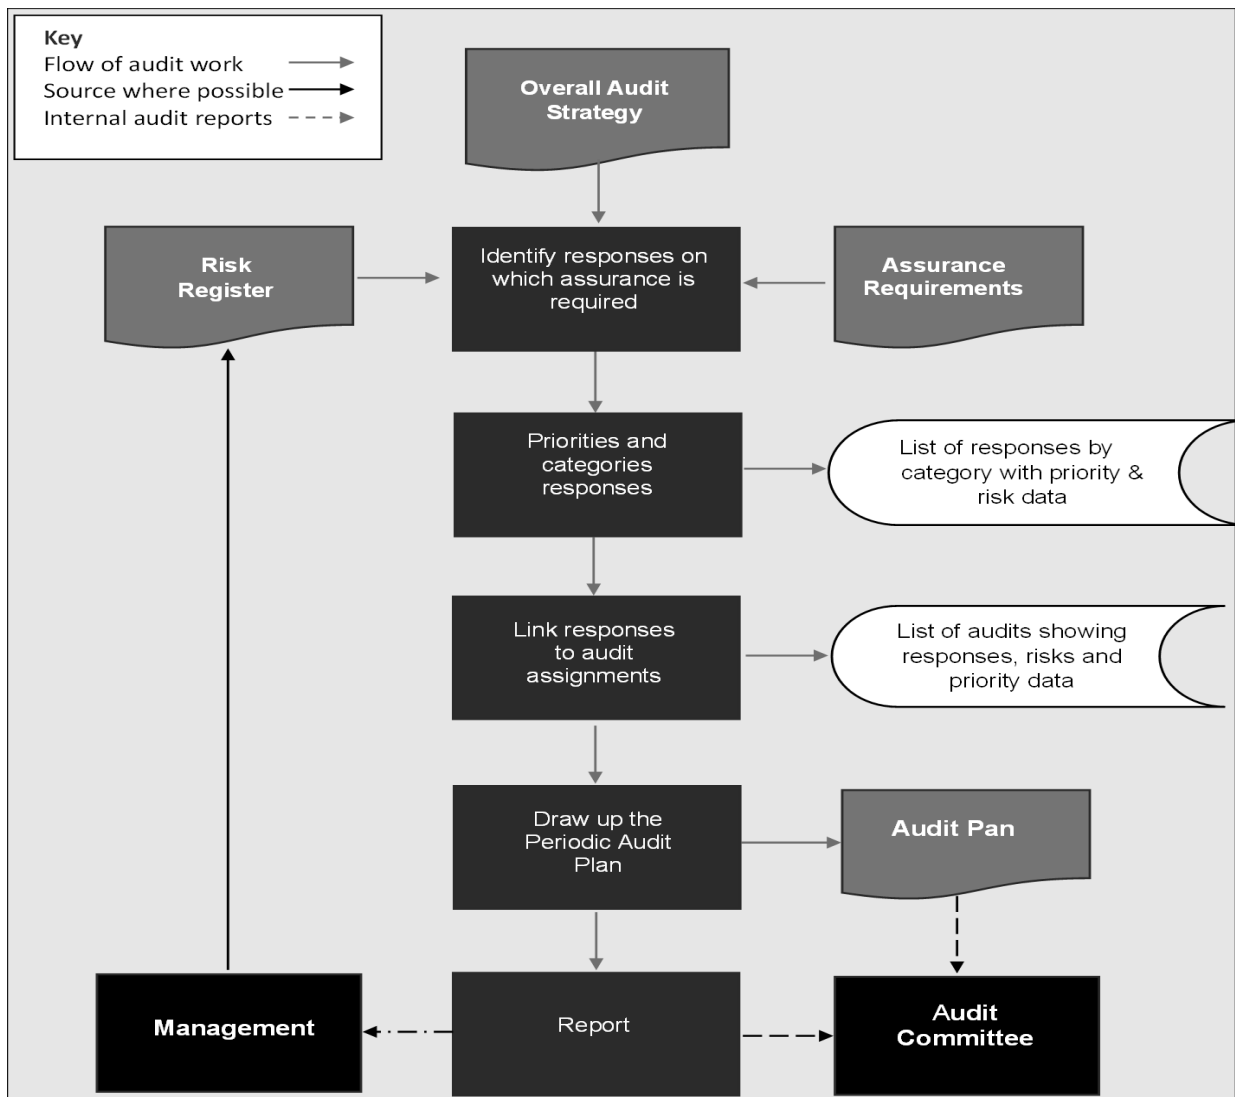 Key
Flow of audit work
Source where possible
Internal audit reports
Overall Audit
Strategy
Risk
Register
Identify responses on
which assurance is
required
Assurance
Requirements
Priorities and
categories
responses
List of responses by
category with priority &
risk data
Link responses
to audit
assignments
List of audits showing
responses, risks and
priority data
Draw up the
Periodic Audit
Plan
Audit Pan
Management
Report
Audit
Committee